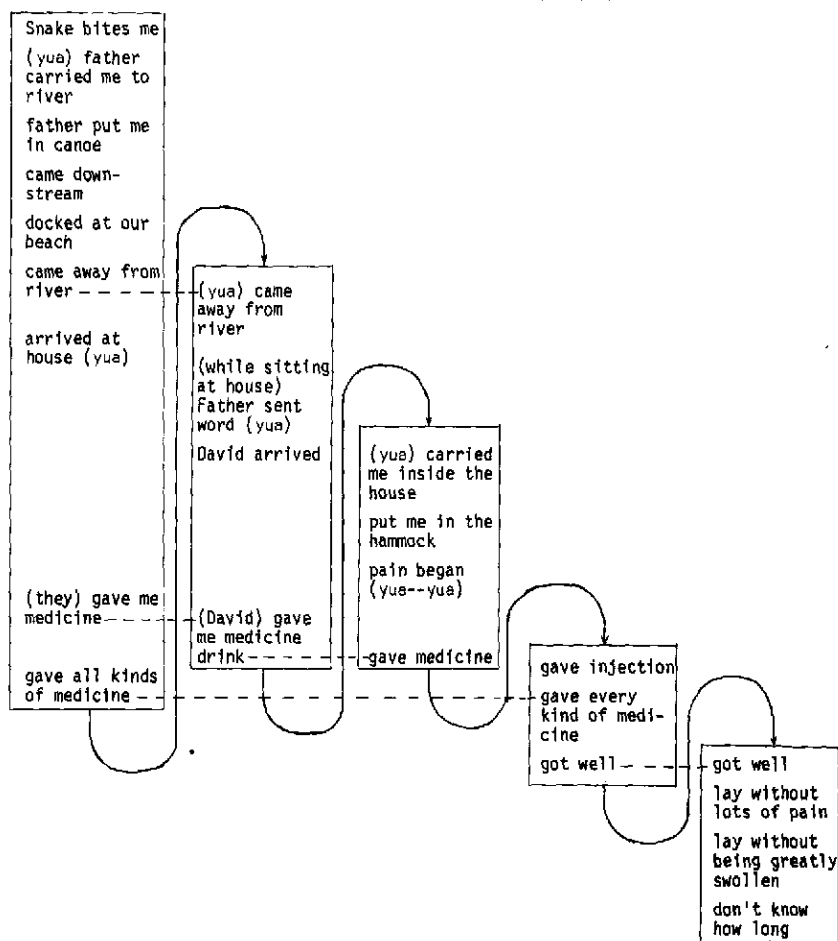 Snake bites me
(yua) father
carried me to
river
father put me
in canoe
came down-
stream
docked at our
beach
came away from
river
arrived at
house (yua)
(they) gave me
medicine
gave all kinds
of medicine
(yua) came
away from
river
(while sitting
at house)
Father sent
word (yua)
David arrived
(David) gave
me medicine
drink
(yua) carried
me inside the
house
put me in the
hammock
pain began
(yua--yua)
gave medicine
gave injection
gave every
kind of medi-
cine
got well
got well
lay without
lots of pain
lay without
being greatly
swollen
don't know
how long